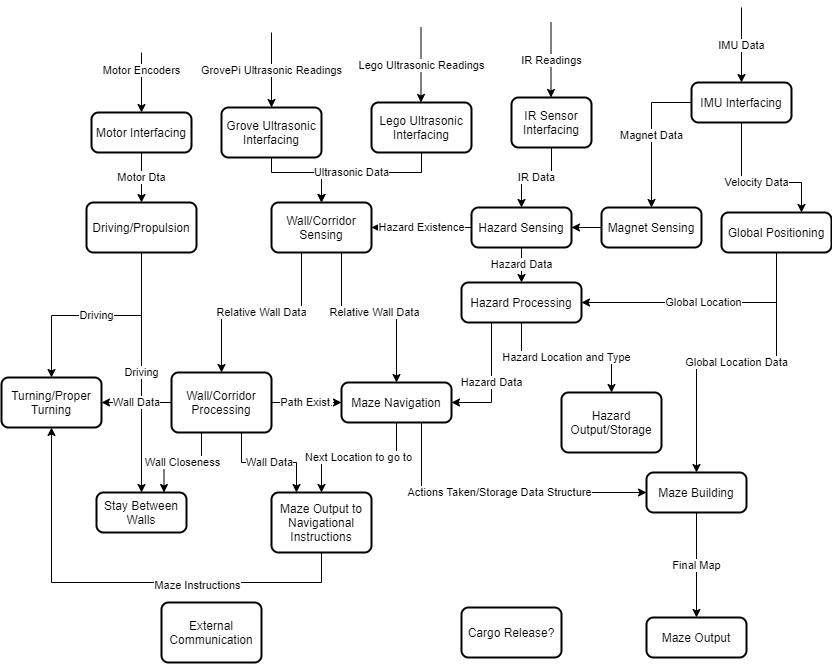 IMU Data
Motor Encoders
GrovePi Ultrasonic Readings
Lego Ultrasonic Readings
IR Readings
IMU Interfacing
Motor Interfacing
Grove Ultrasonic
Interfacing
Lego Ultrasonic
Interfacing
IR Sensor
Interfacing
Magnet Data
Motor Dta
Ultrasonic Data
IR Data
Velocity Data
Driving/Propulsion
Wall/Corridor
Sensing
Hazard Existence
Hazard Sensing
Magnet Sensing
Global Positioning
Hazard Data
Hazard Processing
Global Location
Driving
Relative Wall Data
Relative Wall Data
Hazard Location and Type
Global Location Data
Driving
Hazard Data
Turning/Proper
Turning
Wall Data
Wall/Corridor
Processing
Path Exist.
Maze Navigation
Hazard
Output/Storage
Wall Closeness
Wall Data
Next Location to go to
Actions Taken/Storage Data Structure
Maze Building
Stay Between
Walls
Maze Output to
Navigational
Instructions
Final Map
Maze Instructions
External
Communication
Cargo Release?
Maze Output